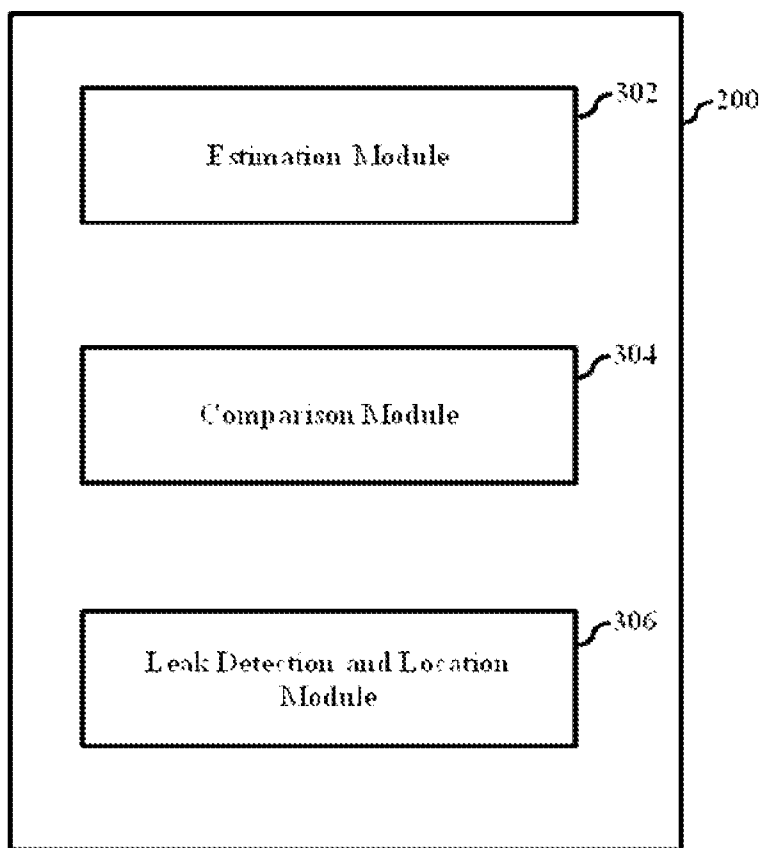 302
200
Estimation Module
304
Comparison Module
306
Leak Detection and Location
Module